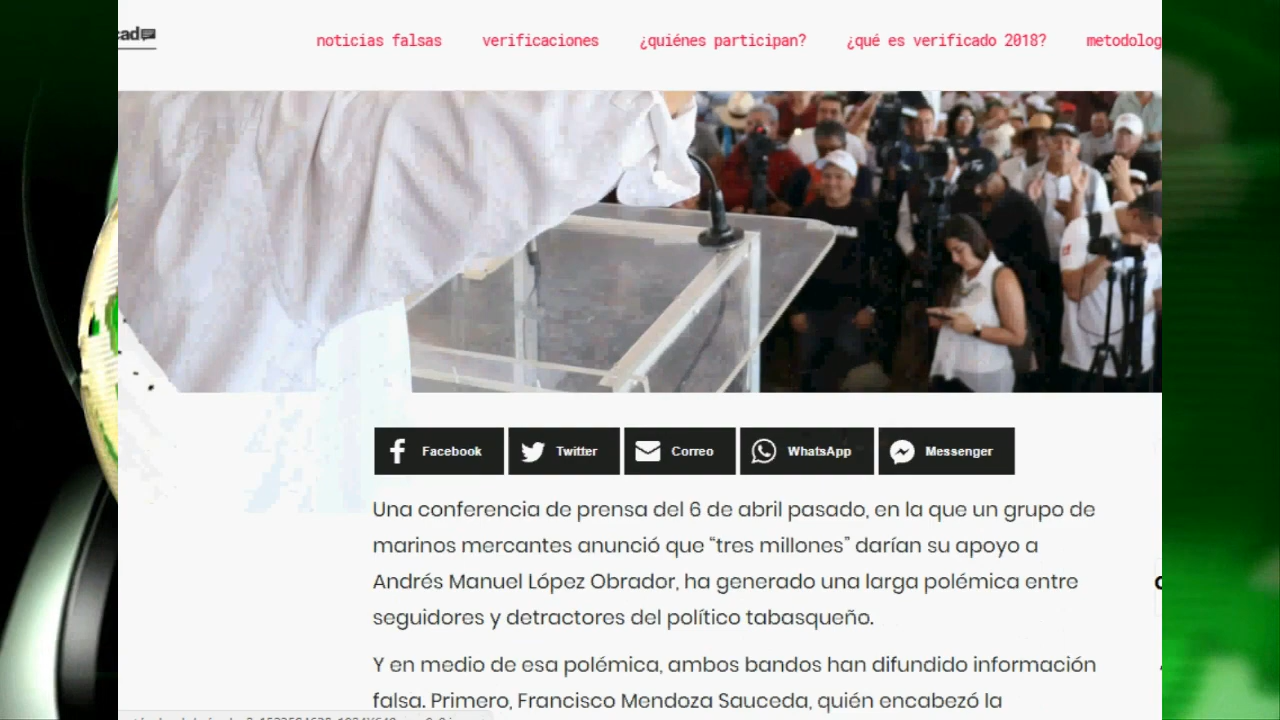 noticias falsas verificaciones ¿quiénes participan? ¿qué es verificado 2018?
Facebook Twitter Correo WhatsApp Messenger
Una conferencia de prensa del 6 de abril pasado, en la que un grupo de
marinos mercantes anunció que “tres millones” darían su apoyo a
Andrés Manuel López Obrador, ha generado una larga polémica entre
seguidores y detractores del político tabasqueño.
Y en medio de esa polémica, ambos bandos han difundido información
falsa. Primero, Francisco Mendoza Sauceda, quién encabezó la